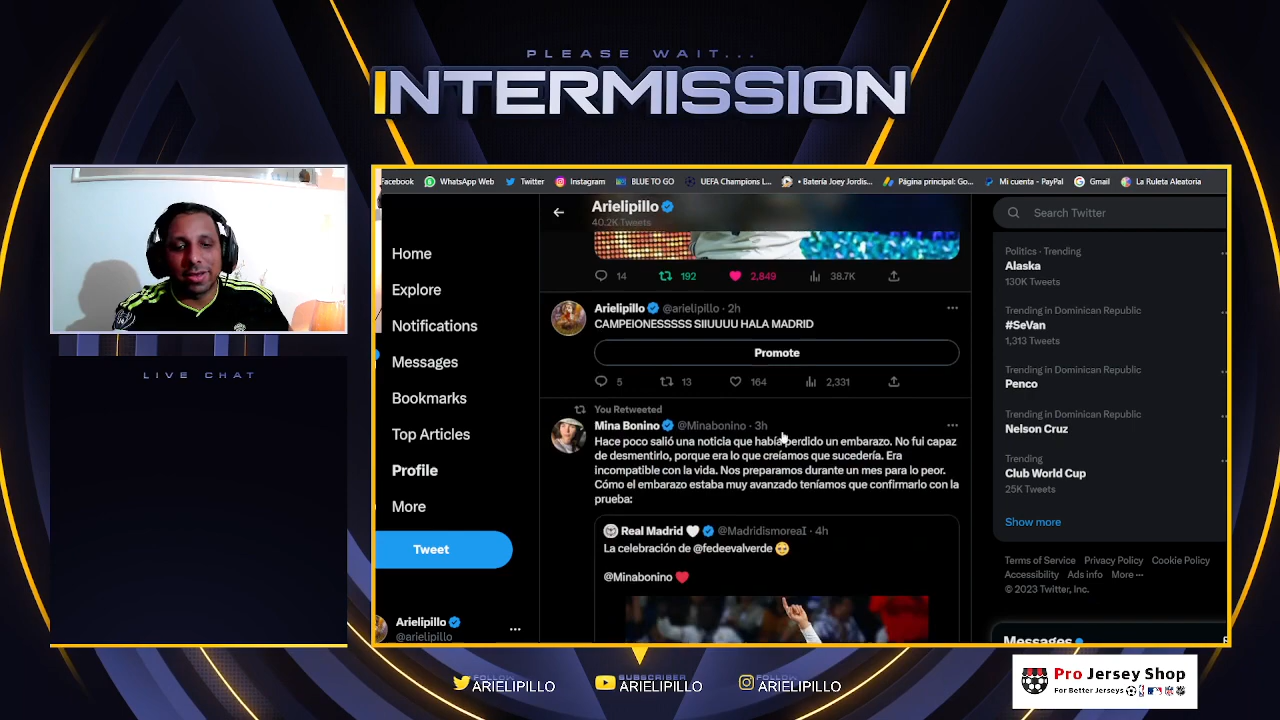 PLEASE WAIT...
INTERMISSION
Facebook
WhatsApp Web
Twitter
Instagram
BLUE TO GO
UEFA Champions L...
• Batería Joey Jordis...
Página principal: Go...
Mi cuenta - PayPal
Gmail
La Ruleta Aleatoria
Arielipillo
40.2K Tweets
Search Twitter
Home
Explore
Notifications
Messages
Bookmarks
Top Articles
Profile
More
Tweet
Arielipillo
@arielipillo
14 192 2,849 38.7K
Arielipillo @arielipillo · 2h
CAMPEIONESSSSS SIIUUUU HALA MADRID
Promote
5 13 164 2,331
You Retweeted
Mina Bonino @Minabonino · 3h
Hace poco salió una noticia que había perdido un embarazo. No fui capaz
de desmentirlo, porque era lo que creíamos que sucedería. Era
incompatible con la vida. Nos preparamos durante un mes para lo peor.
Cómo el embarazo estaba muy avanzado teníamos que confirmarlo con la
prueba:
Real Madrid @MadridismoreaI · 4h
La celebración de @fedeevalverde
@Minabonino
Politics · Trending
Alaska
130K Tweets
Trending in Dominican Republic
#SeVan
1,313 Tweets
Trending in Dominican Republic
Penco
Trending in Dominican Republic
Nelson Cruz
Trending
Club World Cup
25K Tweets
Show more
Terms of Service Privacy Policy Cookie Policy
Accessibility Ads info More ···
© 2023 Twitter, Inc.
Messages
LIVE CHAT
FOLLOW
ARIELIPILLO
SUBSCRIBER
ARIELIPILLO
FOLLOW
ARIELIPILLO
Pro Jersey Shop
For Better Jerseys